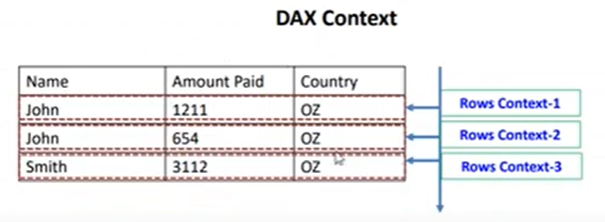 DAX Context
Name Amount Paid Country
John 1211 OZ Rows Context-1
John 654 OZ Rows Context-2
Smith 3112 OZ Rows Context-3